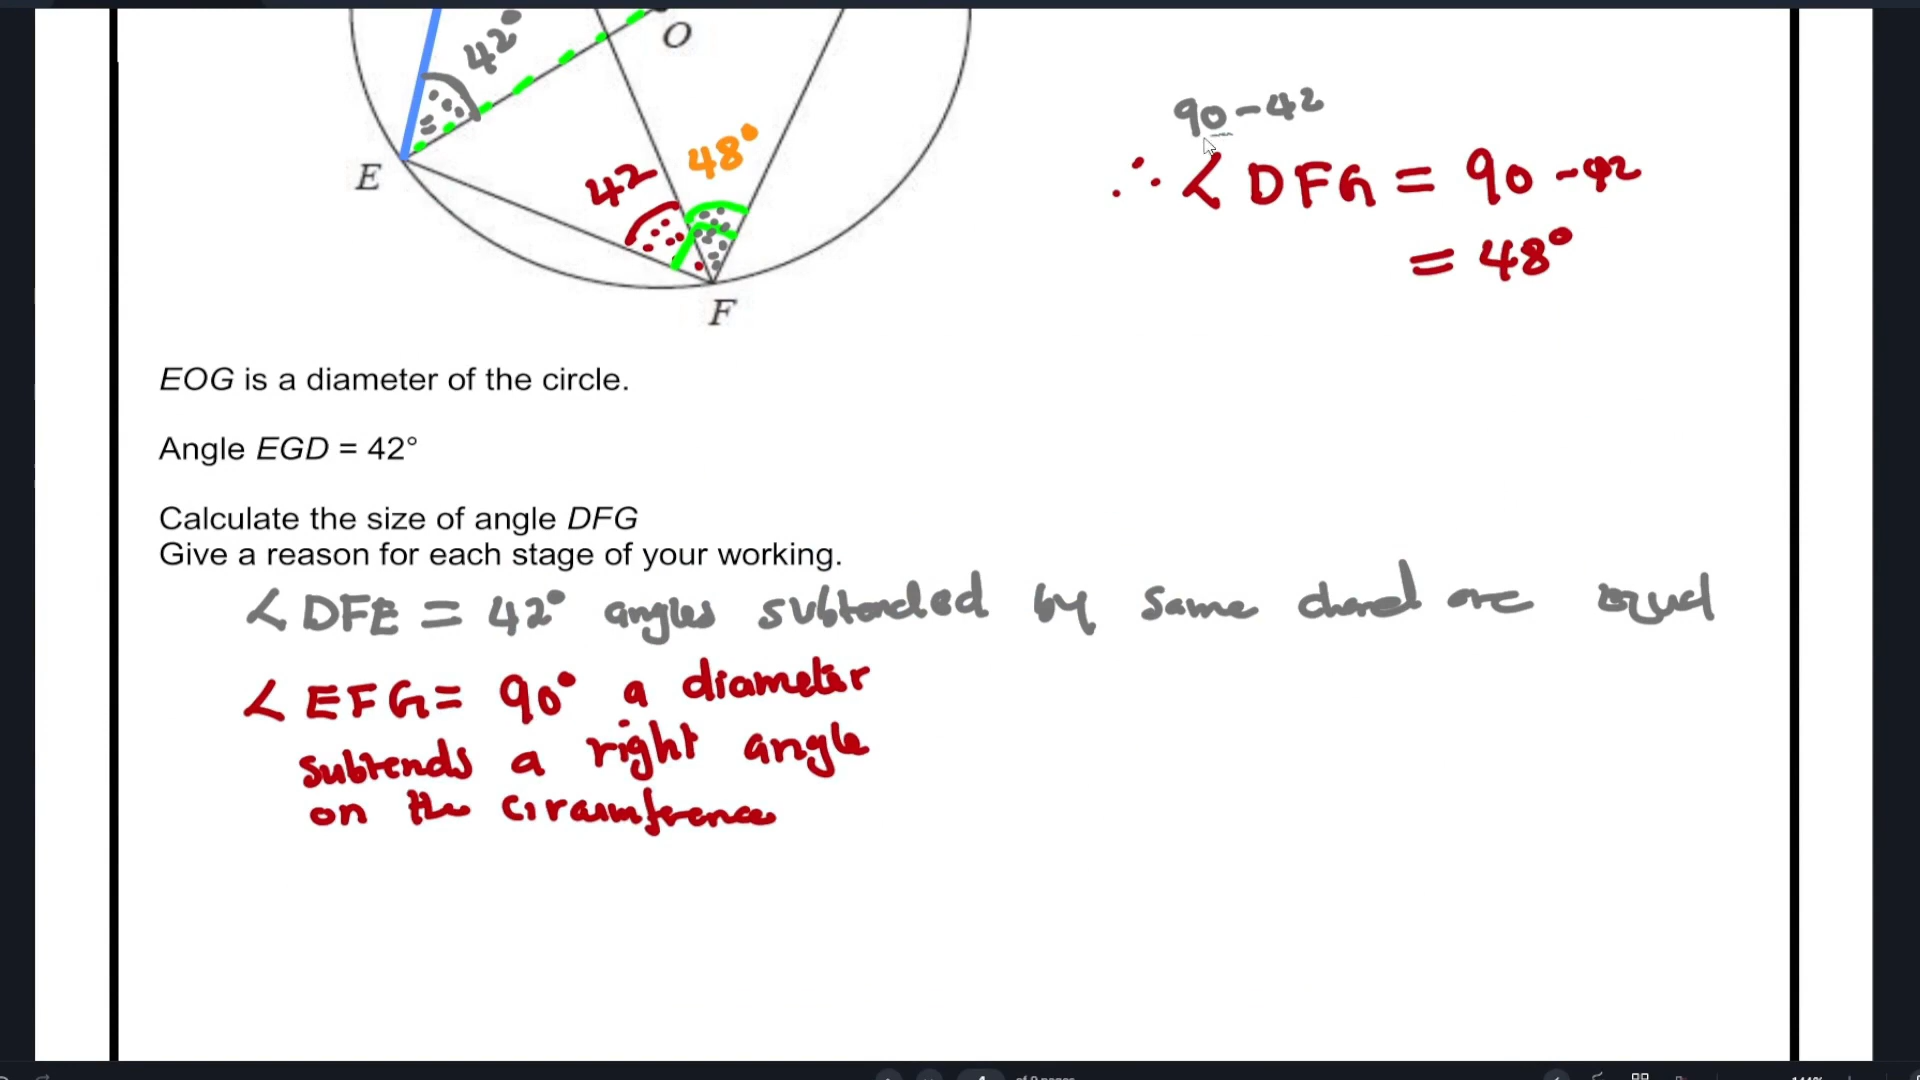 42°
O
90-42
E
42
48°
∴ ∠DFG = 90-42
= 48°
F
EOG is a diameter of the circle.
Angle EGD = 42°
Calculate the size of angle DFG
Give a reason for each stage of your working.
∠DFE = 42° angles subtended by same chord are equal
∠EFG = 90° a diameter
subtends a right angle
on the circumference